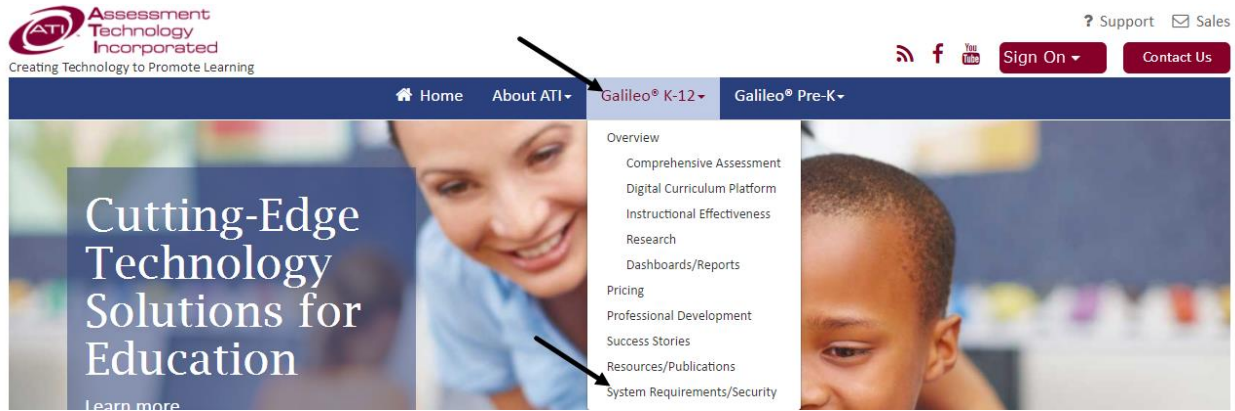 ATI
Assessment
Technology
Incorporated
Creating Technology to Promote Learning
? Support Sales
f You Tube Sign On Contact Us
Home About ATI Galileo® K-12 Galileo® Pre-K
Overview
Comprehensive Assessment
Digital Curriculum Platform
Instructional Effectiveness
Research
Dashboards/Reports
Pricing
Professional Development
Success Stories
Resources/Publications
System Requirements/Security
Cutting-Edge
Technology
Solutions for
Education
Learn more